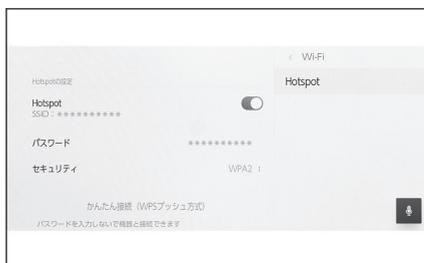 Wi-Fi
Hotspotの設定
Hotspot
Hotspot
SSID：**********
パスワード
**********
セキュリティ
WPA2
かんたん接続（WPSプッシュ方式）
パスワードを入力しないで機器と接続できます